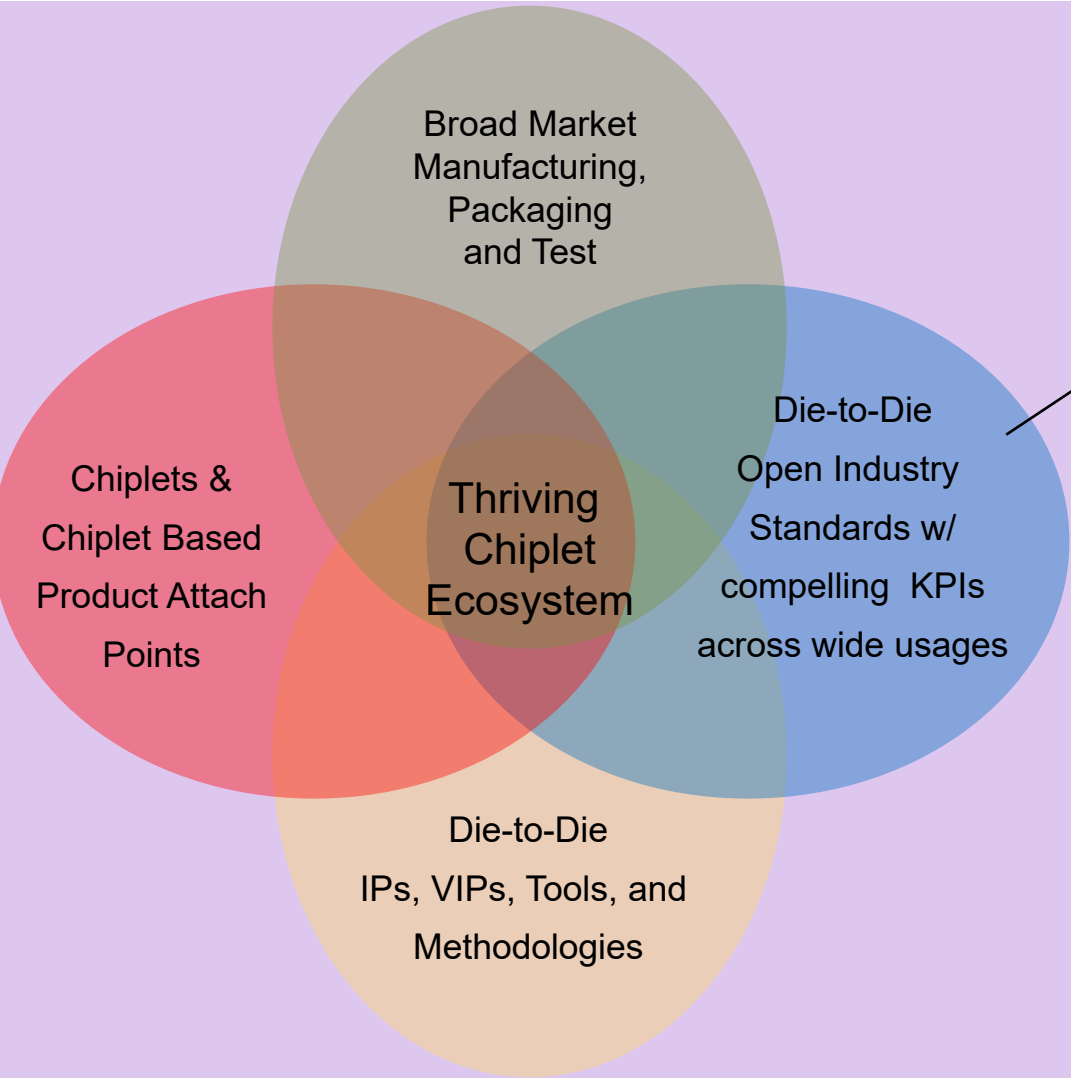 Broad Market
Manufacturing,
Packaging
and Test
Chiplets &
Chiplet Based
Product Attach
Points
Thriving
Chiplet
Ecosystem
Die-to-Die
Open Industry
Standards w/
compelling  KPIs
across wide usages
Die-to-Die
IPs, VIPs, Tools, and
Methodologies